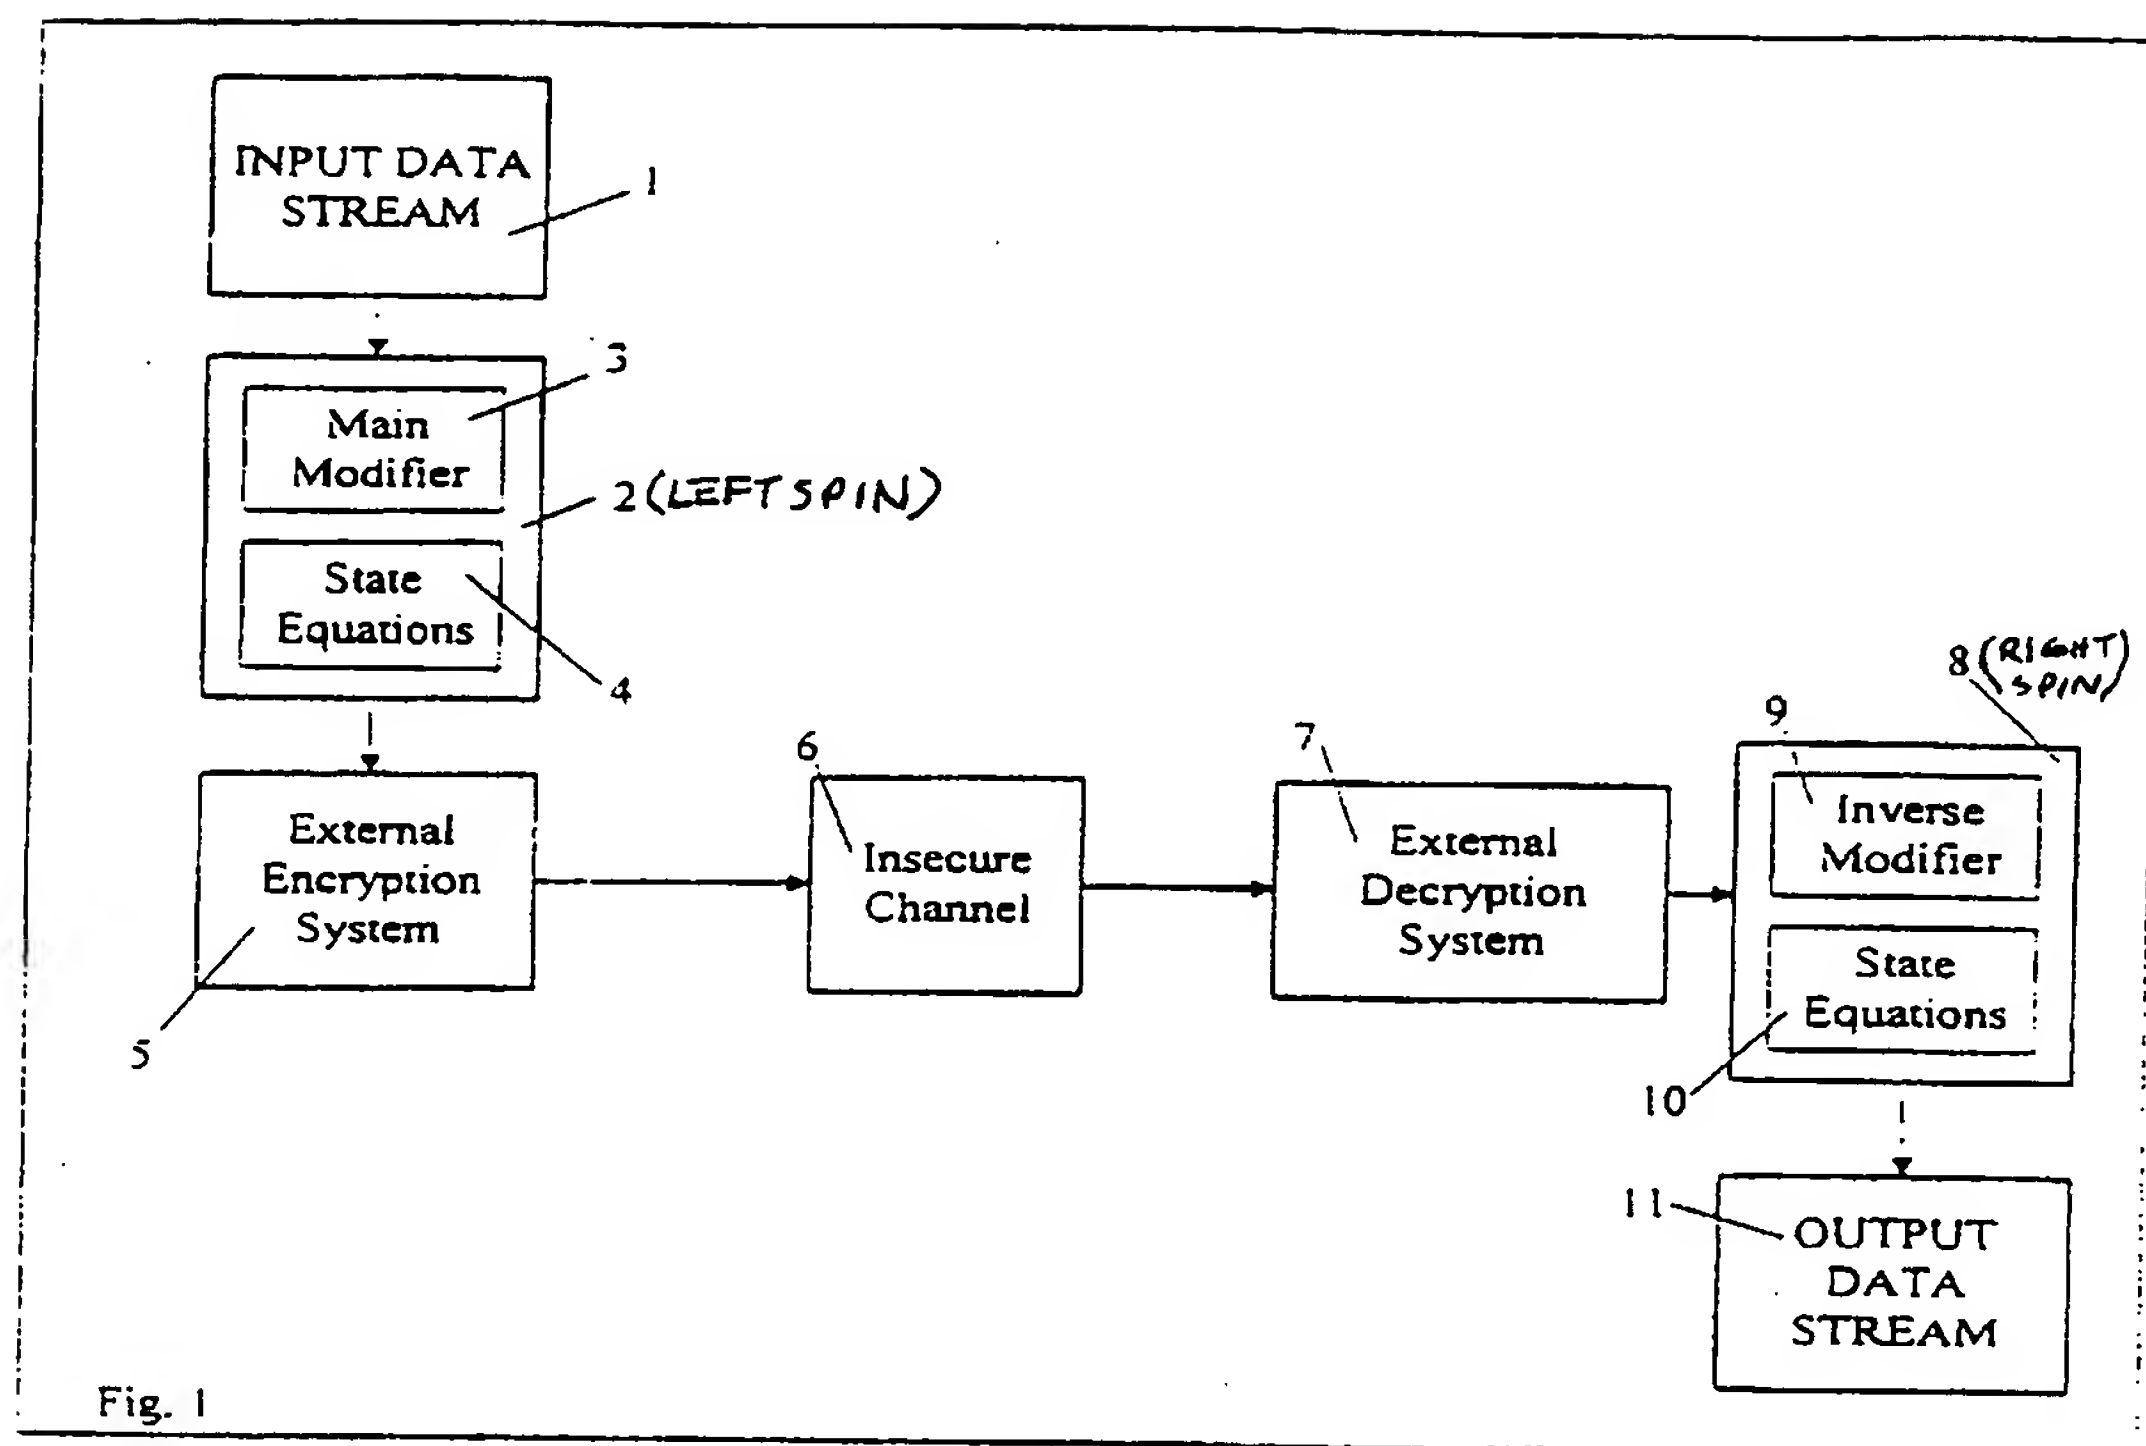 INPUT DATA
STREAM
1
3
Main
Modifier
2 (LEFT SPIN)
State
Equations
4
External
Encryption
System
5
6
Insecure
Channel
7
External
Decryption
System
8 (RIGHT
SPIN)
9
Inverse
Modifier
State
Equations
10
11
OUTPUT
DATA
STREAM
Fig. 1